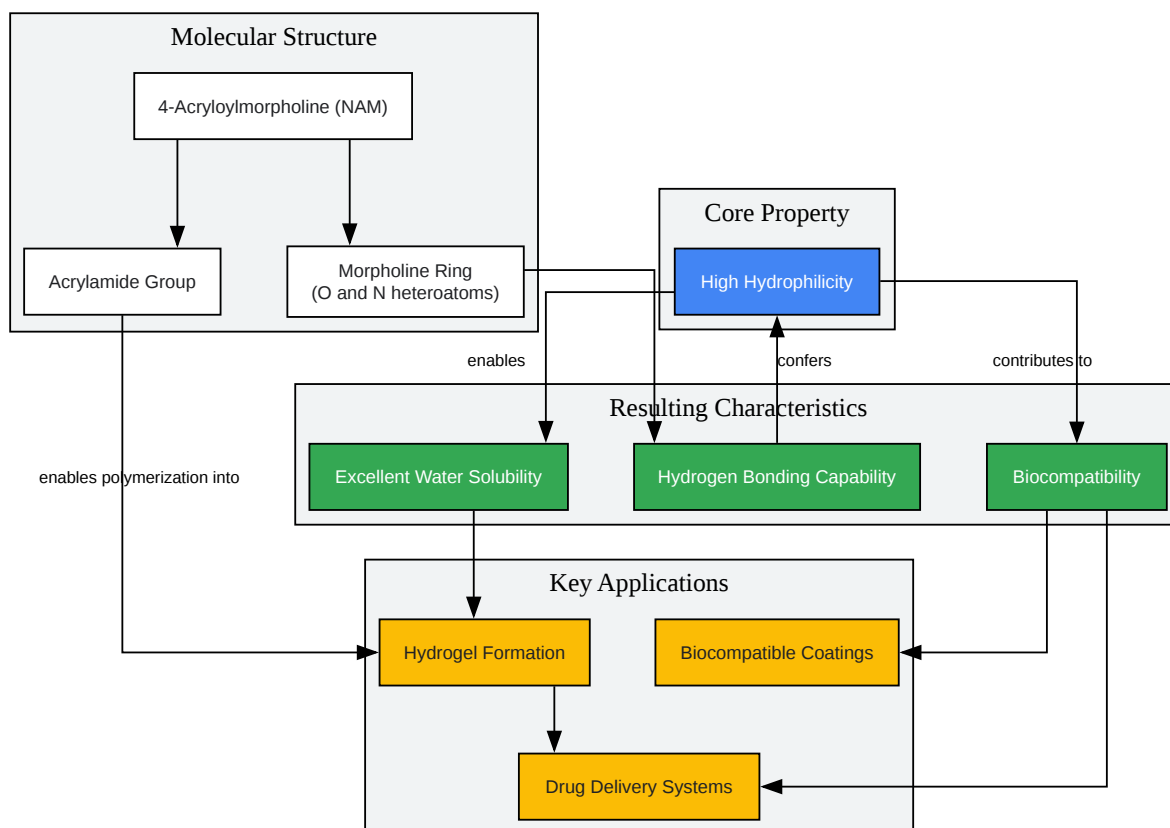 Molecular Structure
4-Acryloylmorpholine (NAM)
Acrylamide Group
Morpholine Ring
(O and N heteroatoms)
Core Property
High Hydrophilicity
enables
confers
contributes to
Resulting Characteristics
Excellent Water Solubility
Hydrogen Bonding Capability
Biocompatibility
enables polymerization into
Key Applications
Hydrogel Formation
Biocompatible Coatings
Drug Delivery Systems